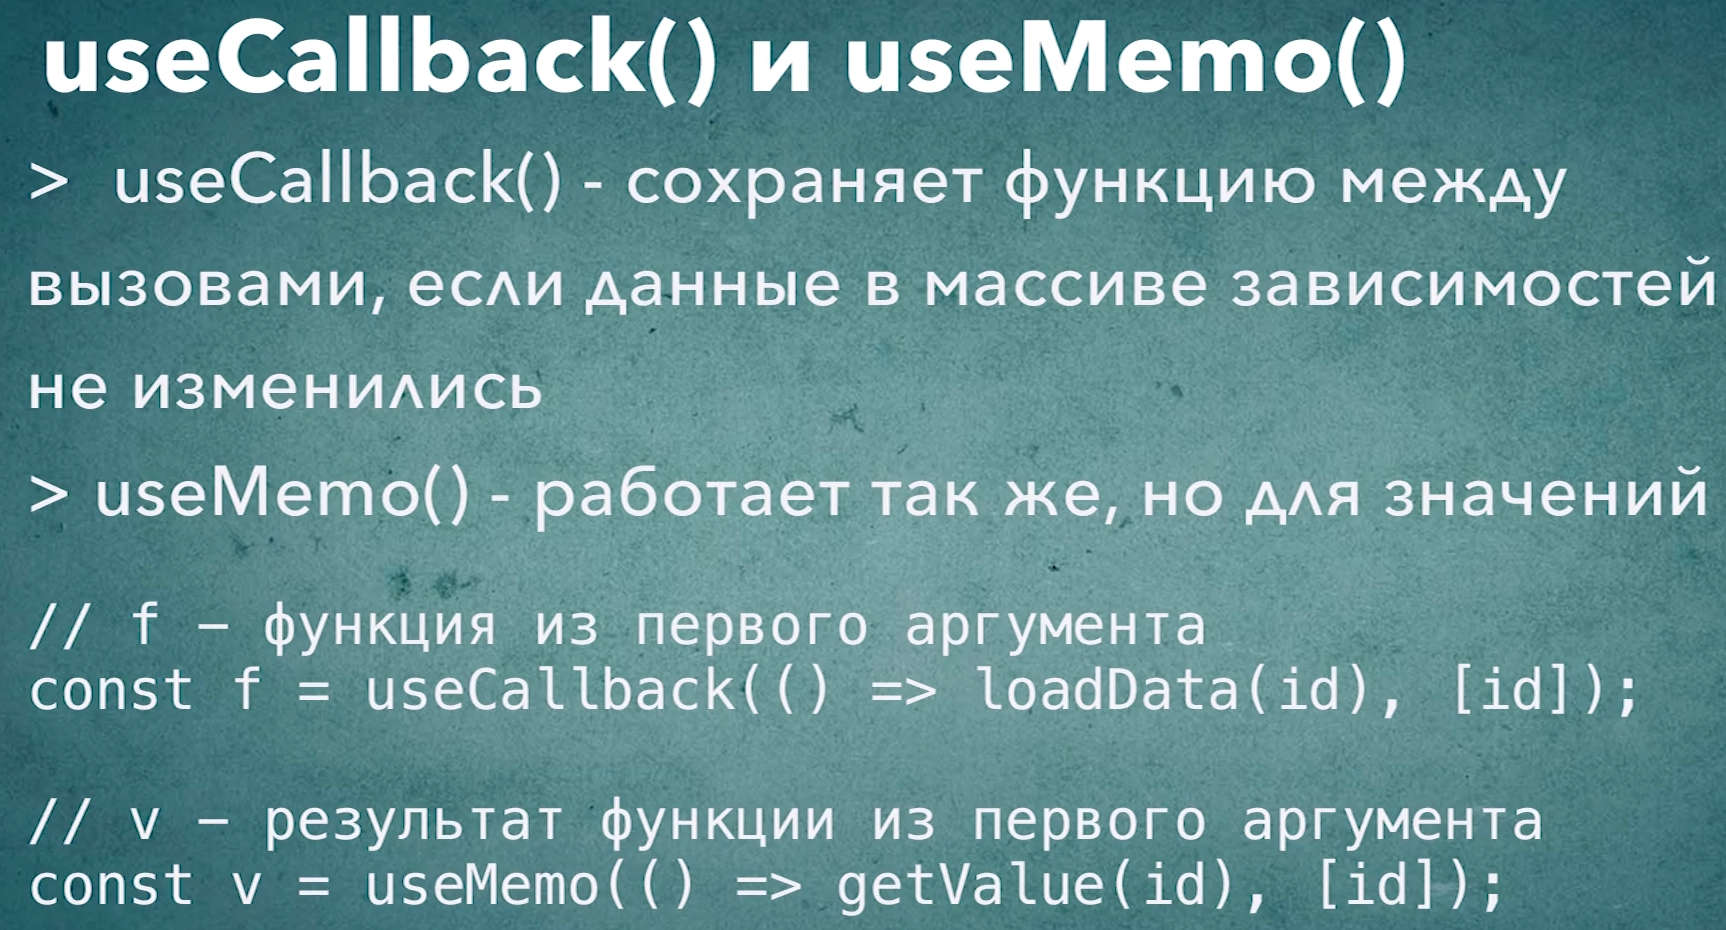 useCallback() и useMemo()
> useCallback() - сохраняет функцию между
вызовами, если данные в массиве зависимостей
не изменились
> useMemo() - работает так же, но для значений
// f – функция из первого аргумента
const f = useCallback(() => loadData(id), [id]);
// v – результат функции из первого аргумента
const v = useMemo(() => getValue(id), [id]);